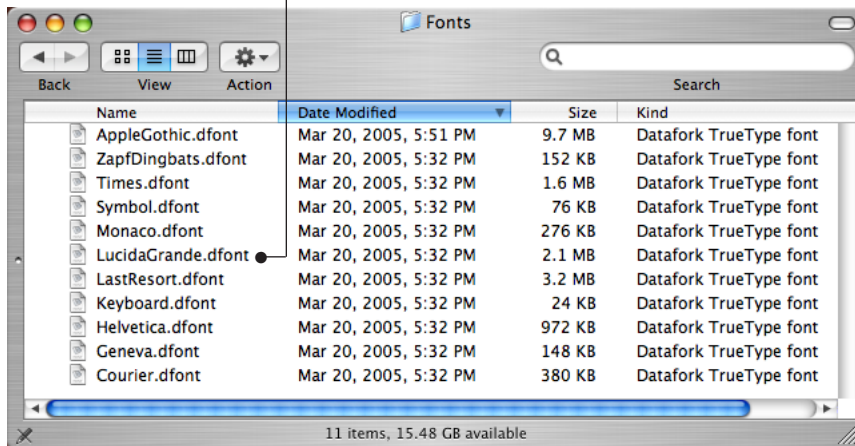 Fonts
Back View Action Search
Name Date Modified Size Kind
AppleGothic.dfont Mar 20, 2005, 5:51 PM 9.7 MB Datafork TrueType font
ZapfDingbats.dfont Mar 20, 2005, 5:32 PM 152 KB Datafork TrueType font
Times.dfont Mar 20, 2005, 5:32 PM 1.6 MB Datafork TrueType font
Symbol.dfont Mar 20, 2005, 5:32 PM 76 KB Datafork TrueType font
Monaco.dfont Mar 20, 2005, 5:32 PM 276 KB Datafork TrueType font
LucidaGrande.dfont Mar 20, 2005, 5:32 PM 2.1 MB Datafork TrueType font
LastResort.dfont Mar 20, 2005, 5:32 PM 3.2 MB Datafork TrueType font
Keyboard.dfont Mar 20, 2005, 5:32 PM 24 KB Datafork TrueType font
Helvetica.dfont Mar 20, 2005, 5:32 PM 972 KB Datafork TrueType font
Geneva.dfont Mar 20, 2005, 5:32 PM 148 KB Datafork TrueType font
Courier.dfont Mar 20, 2005, 5:32 PM 380 KB Datafork TrueType font
11 items, 15.48 GB available